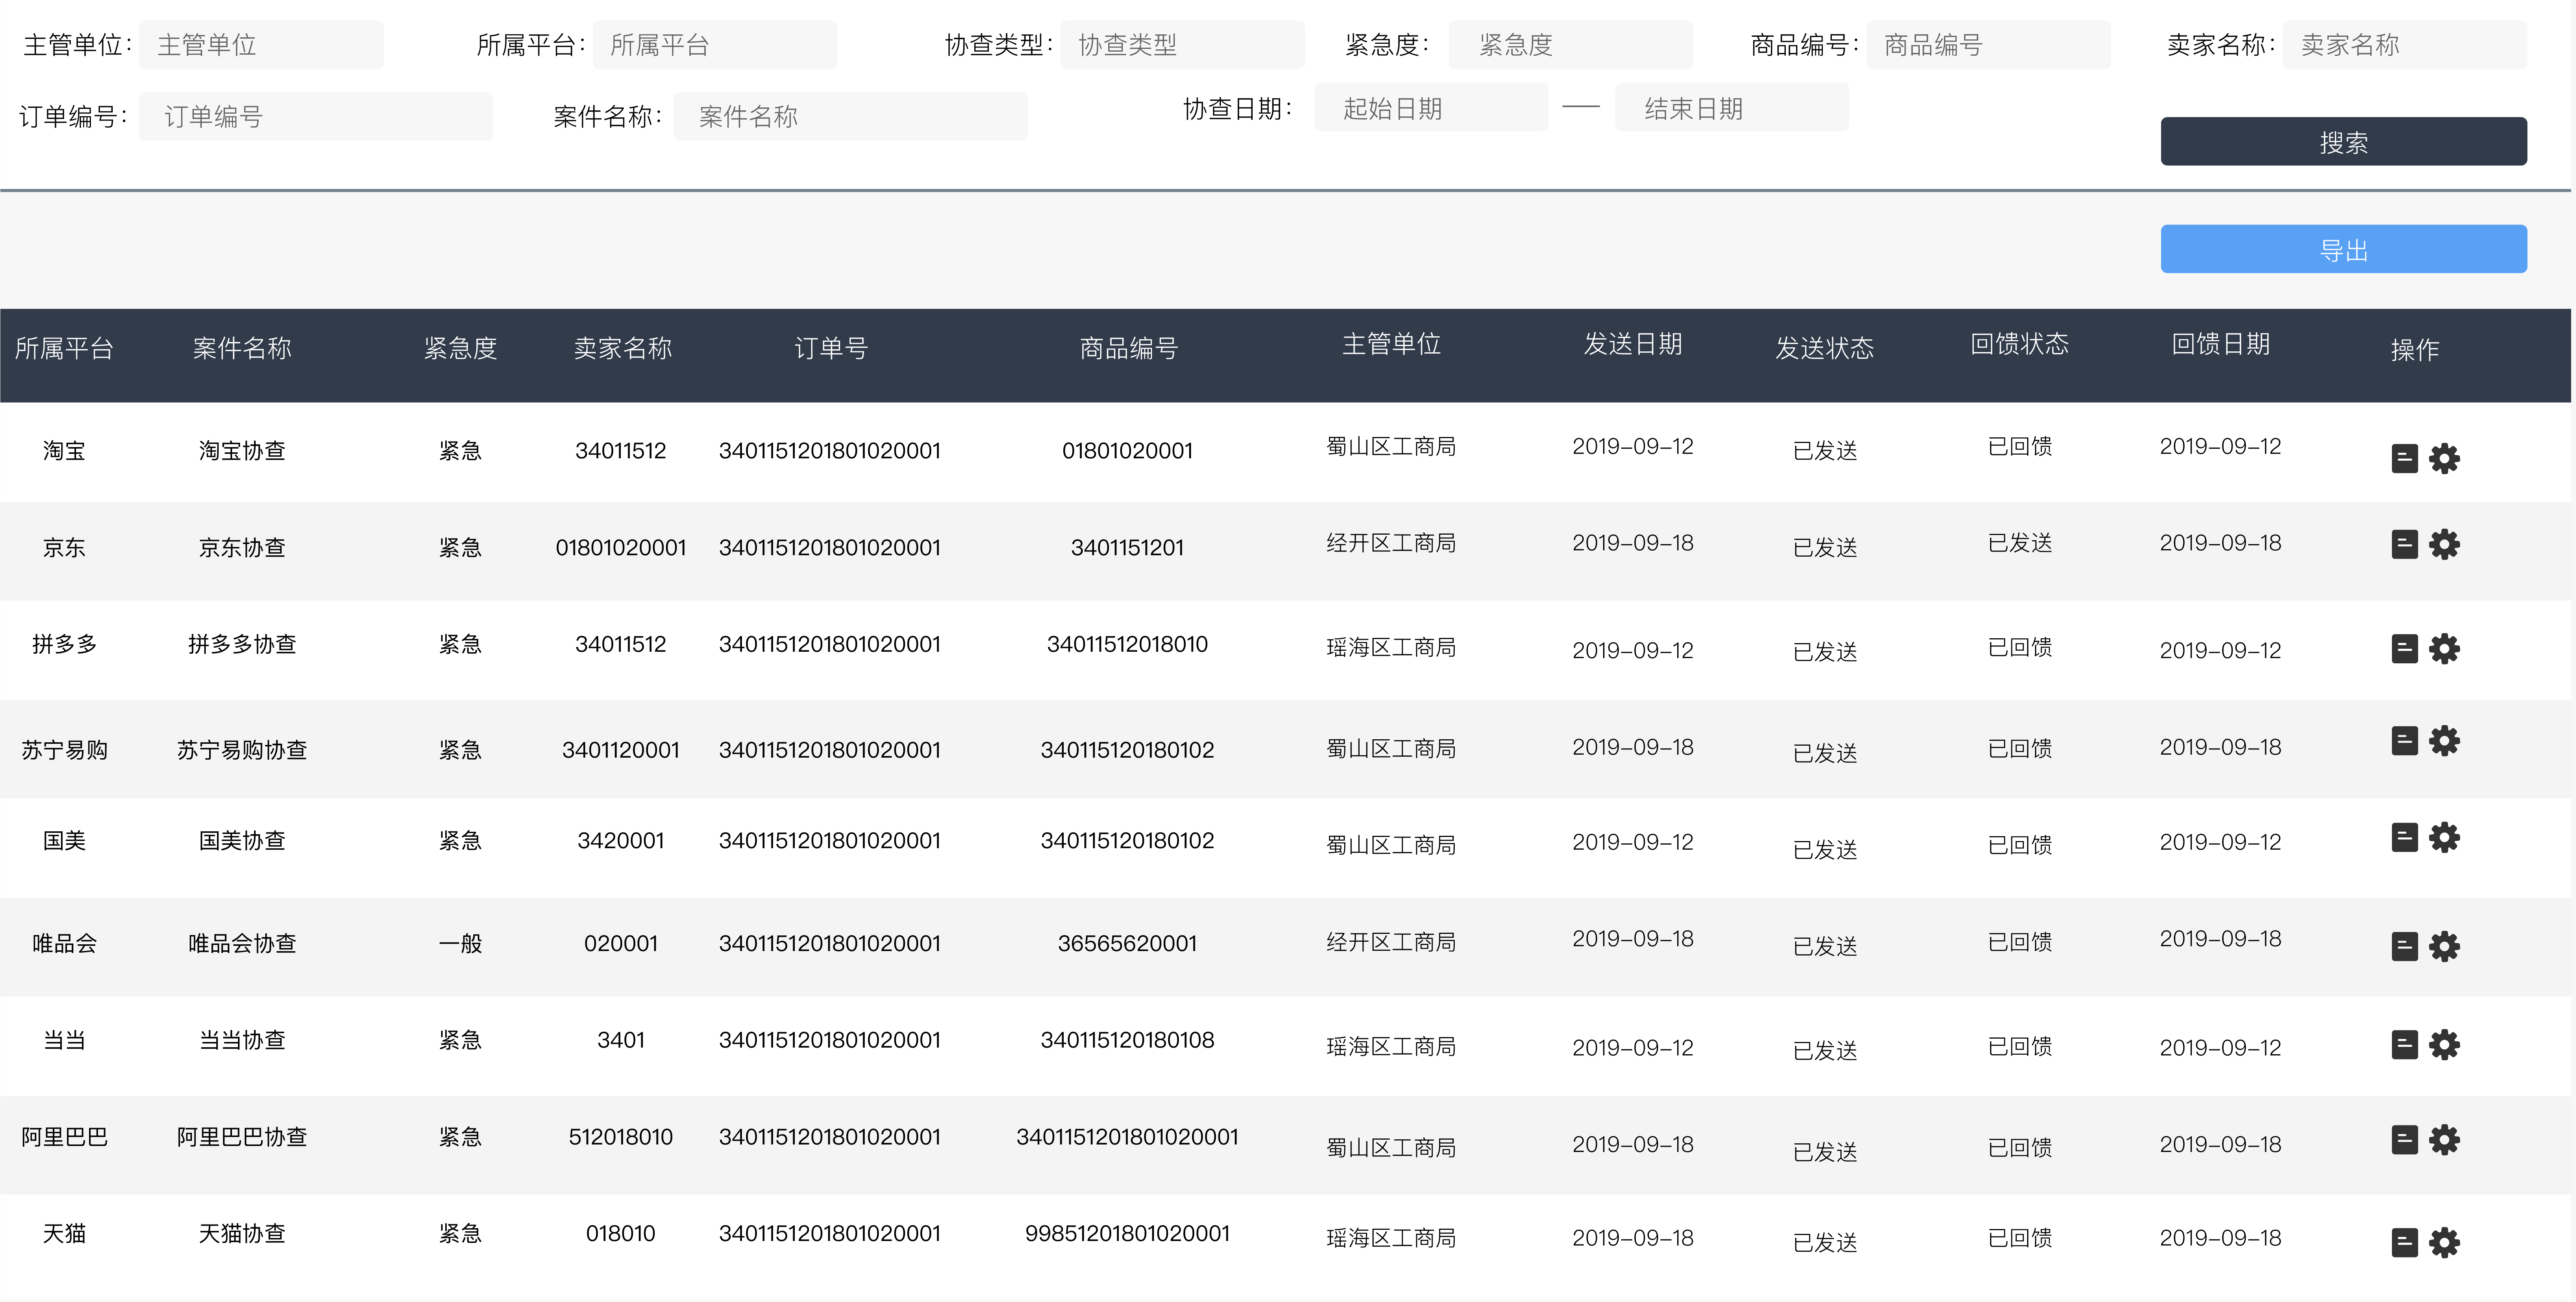 主管单位： 主管单位 所属平台： 所属平台 协查类型： 协查类型 紧急度： 紧急度 商品编号： 商品编号 卖家名称： 卖家名称
订单编号： 订单编号 案件名称： 案件名称 协查日期： 起始日期 — 结束日期
搜索
导出
所属平台 案件名称 紧急度 卖家名称 订单号 商品编号 主管单位 发送日期 发送状态 回馈状态 回馈日期 操作
淘宝 淘宝协查 紧急 34011512 3401151201801020001 01801020001 蜀山区工商局 2019-09-12 已发送 已回馈 2019-09-12
京东 京东协查 紧急 01801020001 3401151201801020001 3401151201 经开区工商局 2019-09-18 已发送 已发送 2019-09-18
拼多多 拼多多协查 紧急 34011512 3401151201801020001 34011512018010 瑶海区工商局 2019-09-12 已发送 已回馈 2019-09-12
苏宁易购 苏宁易购协查 紧急 3401120001 3401151201801020001 340115120180102 蜀山区工商局 2019-09-18 已发送 已回馈 2019-09-18
国美 国美协查 紧急 3420001 3401151201801020001 340115120180102 蜀山区工商局 2019-09-12 已发送 已回馈 2019-09-12
唯品会 唯品会协查 一般 020001 3401151201801020001 36565620001 经开区工商局 2019-09-18 已发送 已回馈 2019-09-18
当当 当当协查 紧急 3401 3401151201801020001 340115120180108 瑶海区工商局 2019-09-12 已发送 已回馈 2019-09-12
阿里巴巴 阿里巴巴协查 紧急 512018010 3401151201801020001 3401151201801020001 蜀山区工商局 2019-09-18 已发送 已回馈 2019-09-18
天猫 天猫协查 紧急 018010 3401151201801020001 99851201801020001 瑶海区工商局 2019-09-18 已发送 已回馈 2019-09-18